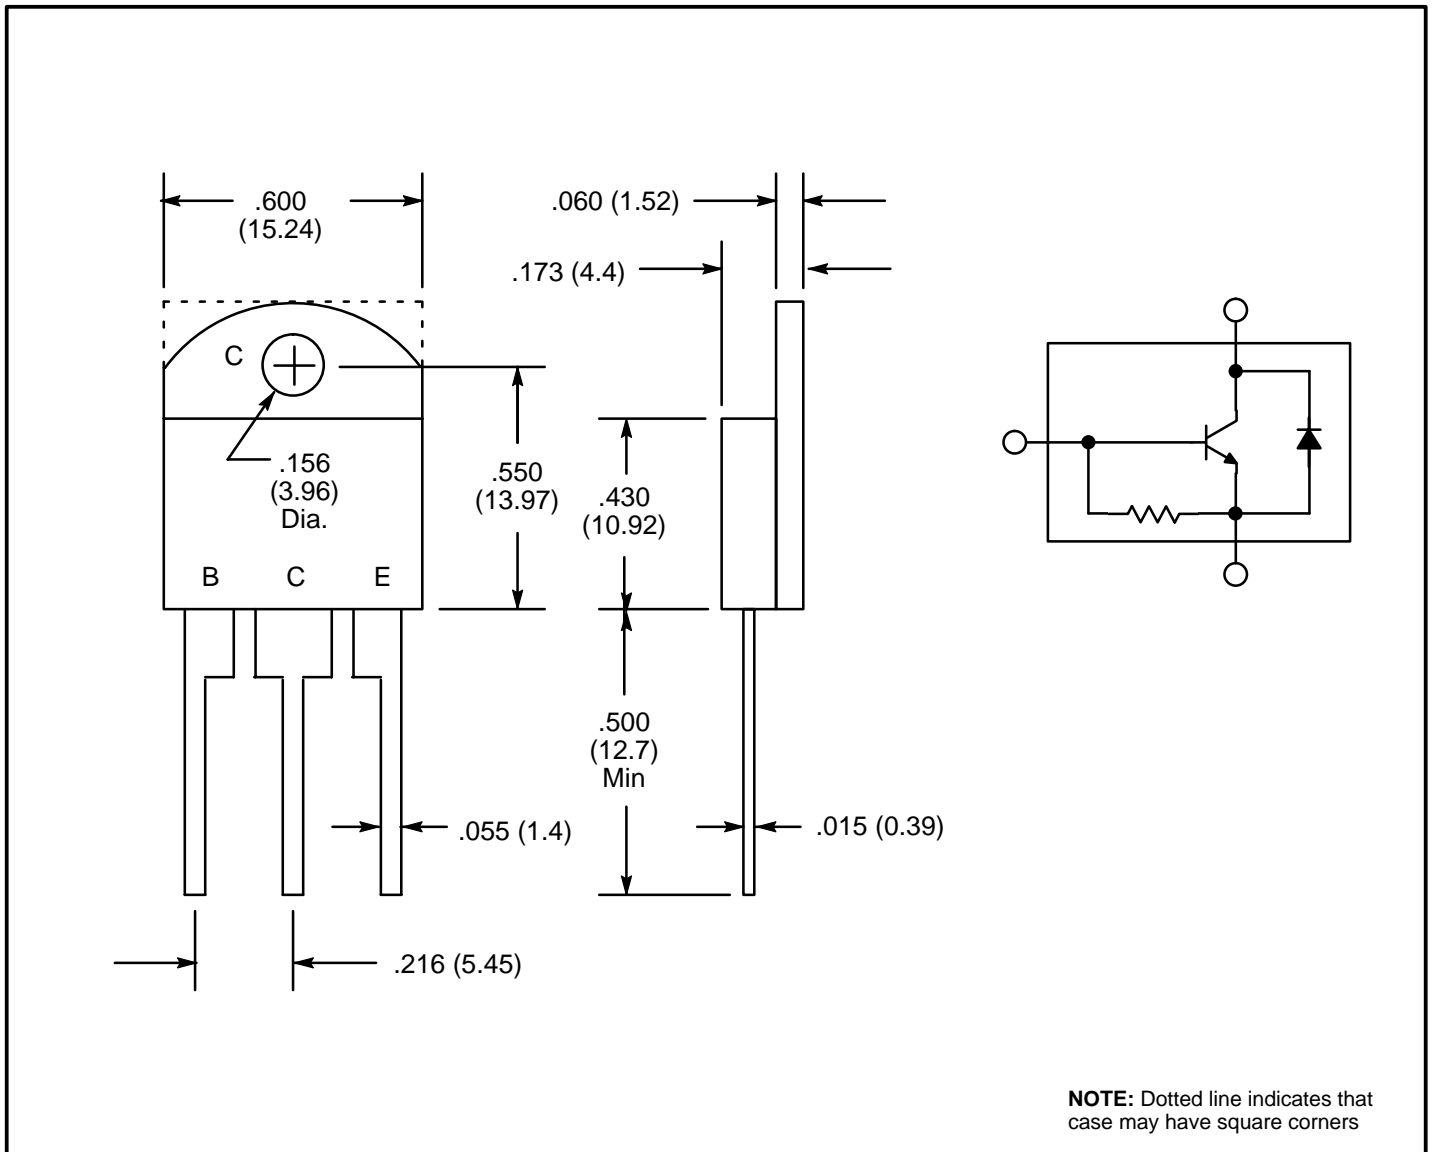 .600
(15.24)
.060 (1.52)
.173 (4.4)
C
.156
(3.96)
Dia.
.550
(13.97)
.430
(10.92)
B C E
.500
(12.7)
Min
.055 (1.4)
.015 (0.39)
.216 (5.45)
NOTE: Dotted line indicates that
case may have square corners